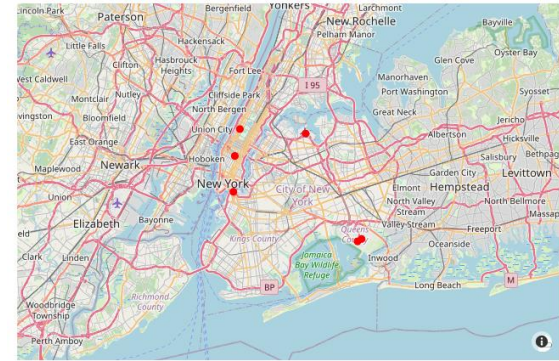 Lincoln Park
Paterson
Bergenfield
Yonkers
Larchmont
New Rochelle
Bayville
Little Falls
Hackensack
Pelham Manor
Glen Cove
Oyster Bay
Clifton
Hasbrouck
Heights
Fort Lee
I 95
Manorhaven
Syosset
West Caldwell
Nutley
Cliffside Park
Port Washington
Montclair
North Bergen
Great Neck
Jericho
Bloomfield
Union City
Albertson
Hicksville
East Orange
Hoboken
Salisbury
Bethpage
Maplewood
Newark
Garden City
Levittown
New York
City of New
York
Elmont
Hempstead
Union
North Valley
Stream
North Bellmore
Elizabeth
Bayonne
Kings County
Queens
County
Valley Stream
Freeport
Massap
Clark
Linden
Jamaica
Bay Wildlife
Refuge
Inwood
Oceanside
Woodbridge
Township
Richmond
County
BP
Long Beach
M
Perth Amboy